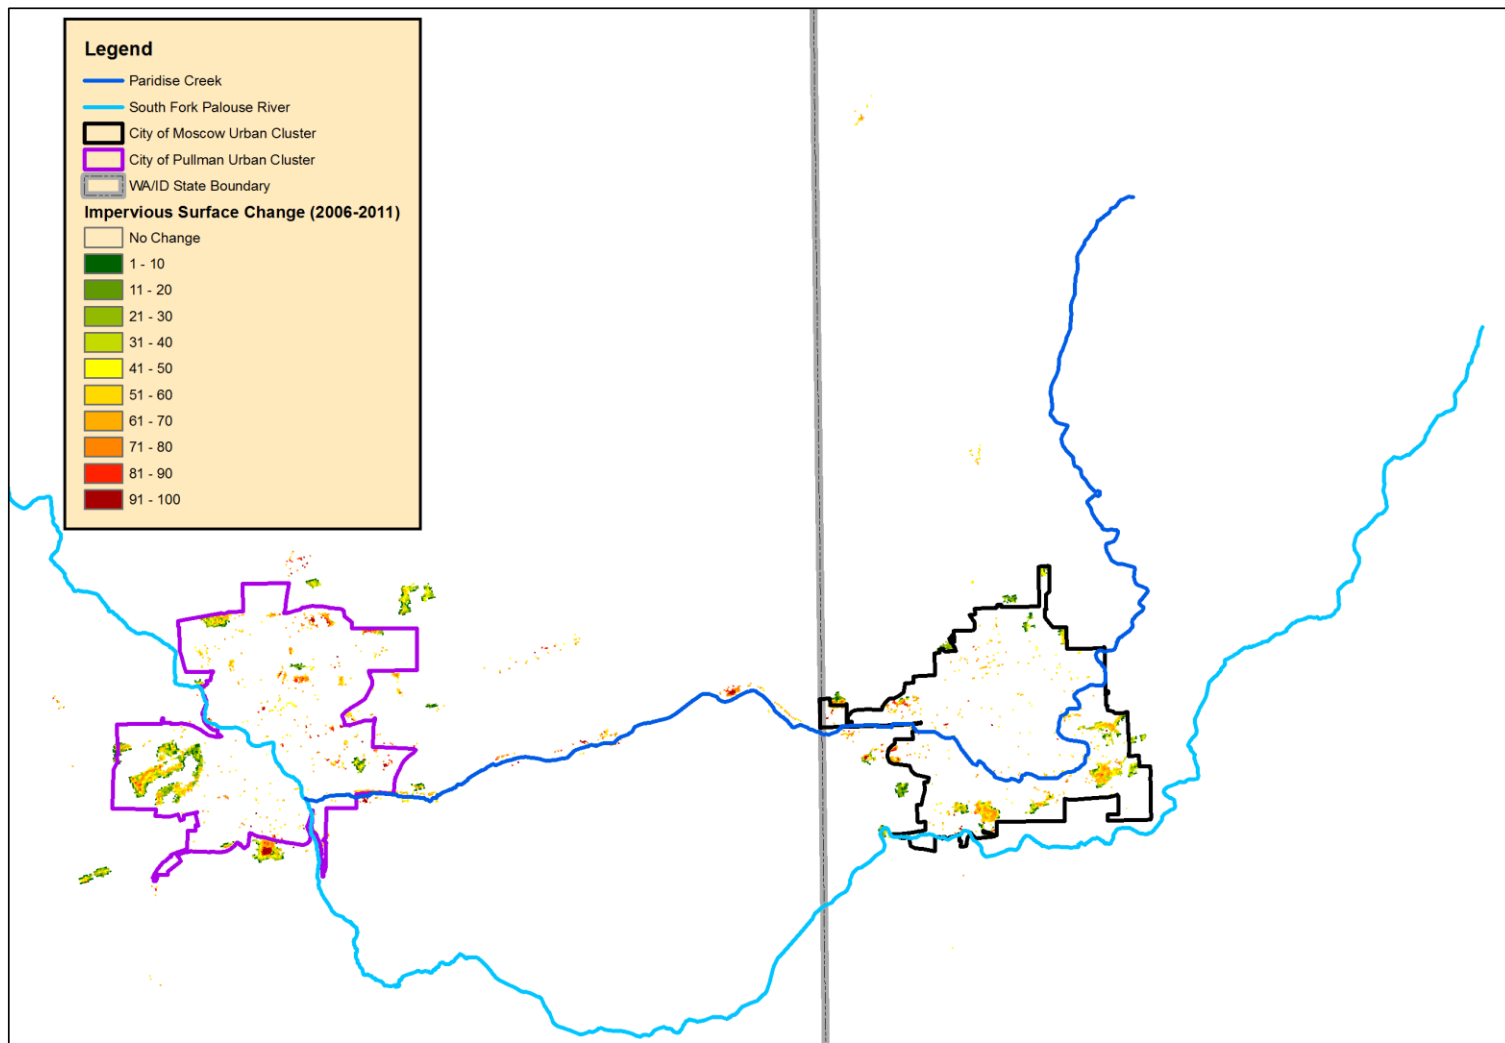 Legend
Paridise Creek
South Fork Palouse River
City of Moscow Urban Cluster
City of Pullman Urban Cluster
WA/ID State Boundary
Impervious Surface Change (2006-2011)
No Change
1 - 10
11 - 20
21 - 30
31 - 40
41 - 50
51 - 60
61 - 70
71 - 80
81 - 90
91 - 100